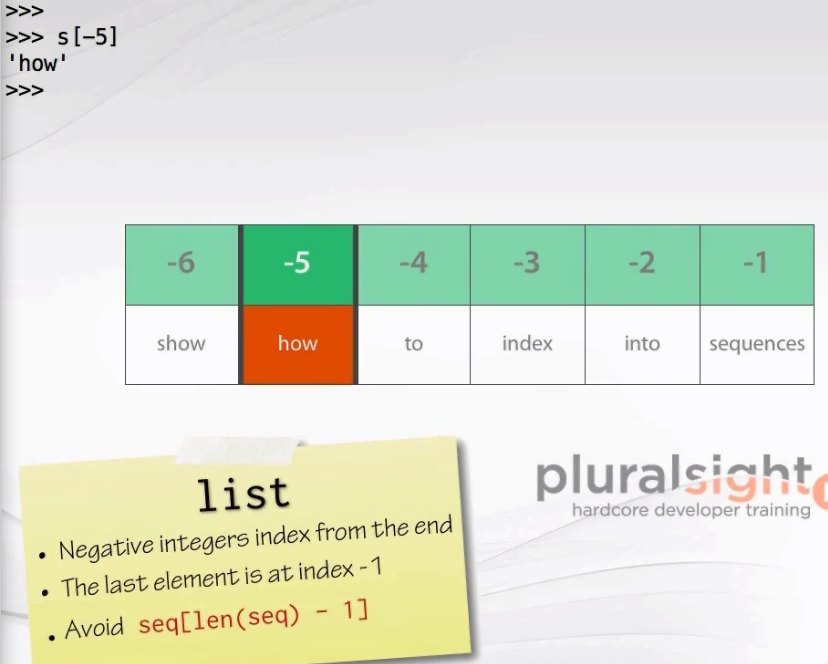 >>>
>>> s[-5]
'how'
>>>
-6 -5 -4 -3 -2 -1
show how to index into sequences
list
• Negative integers index from the end
• The last element is at index -1
• Avoid seq[len(seq) - 1]
pluralsight
hardcore developer training